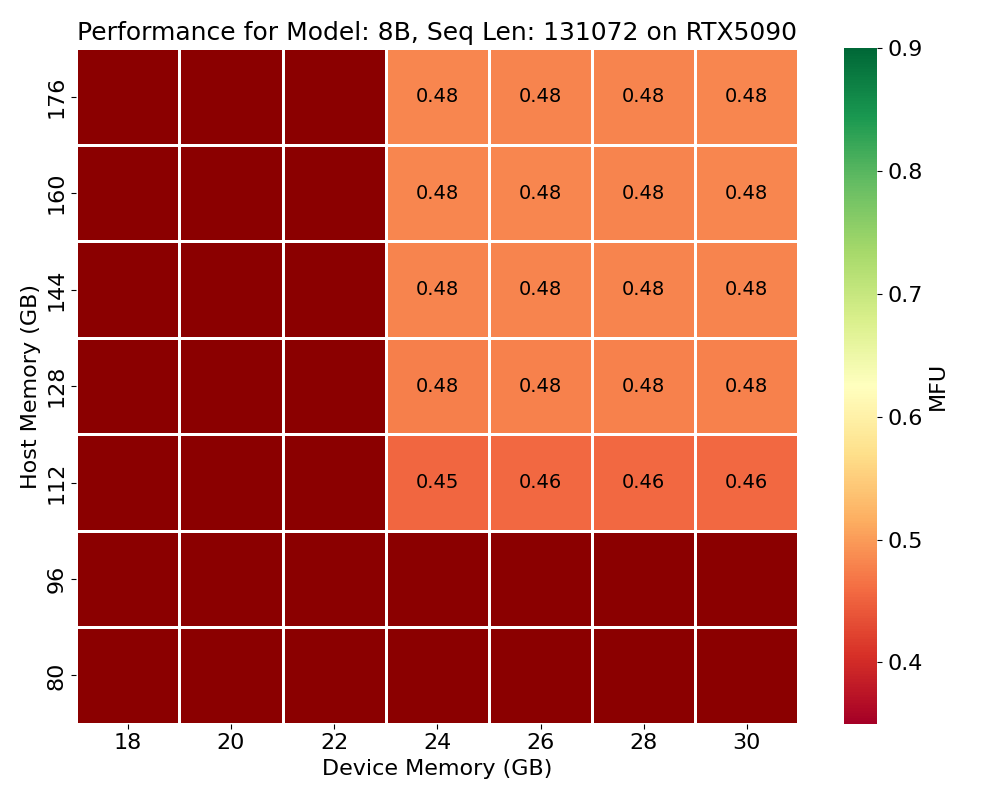 Performance for Model: 8B, Seq Len: 131072 on RTX5090
176 0.48 0.48 0.48 0.48
160 0.48 0.48 0.48 0.48
144 0.48 0.48 0.48 0.48
128 0.48 0.48 0.48 0.48
112 0.45 0.46 0.46 0.46
96
80
Host Memory (GB)
18 20 22 24 26 28 30
Device Memory (GB)
0.9
0.8
0.7
0.6
0.5
0.4
MFU